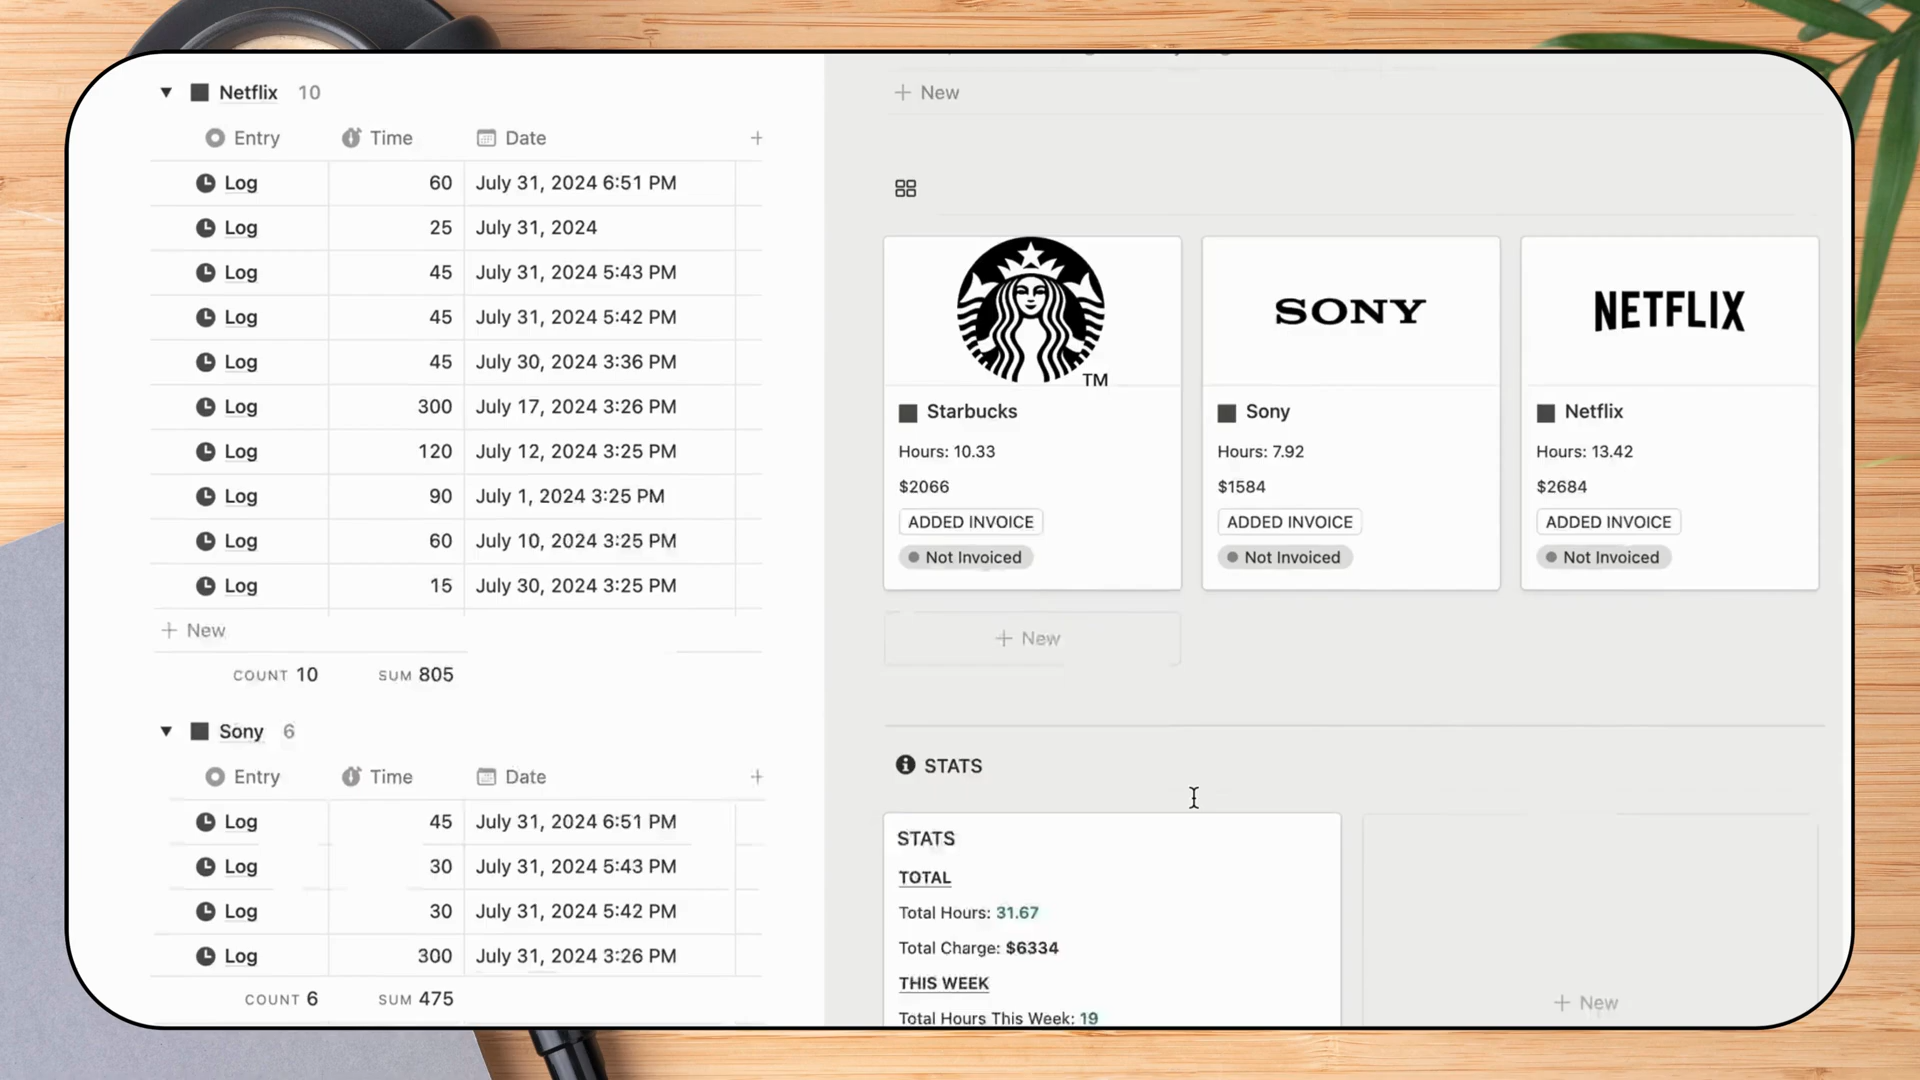 Netflix 10
Entry Time Date
Log 60 July 31, 2024 6:51 PM
Log 25 July 31, 2024
Log 45 July 31, 2024 5:43 PM
Log 45 July 31, 2024 5:42 PM
Log 45 July 30, 2024 3:36 PM
Log 300 July 17, 2024 3:26 PM
Log 120 July 12, 2024 3:25 PM
Log 90 July 1, 2024 3:25 PM
Log 60 July 10, 2024 3:25 PM
Log 15 July 30, 2024 3:25 PM
+ New
COUNT 10 SUM 805
Sony 6
Entry Time Date
Log 45 July 31, 2024 6:51 PM
Log 30 July 31, 2024 5:43 PM
Log 30 July 31, 2024 5:42 PM
Log 300 July 31, 2024 3:26 PM
COUNT 6 SUM 475
+ New
TM
SONY
NETFLIX
Starbucks
Hours: 10.33
$2066
ADDED INVOICE
Not Invoiced
Sony
Hours: 7.92
$1584
ADDED INVOICE
Not Invoiced
Netflix
Hours: 13.42
$2684
ADDED INVOICE
Not Invoiced
+ New
STATS
STATS
TOTAL
Total Hours: 31.67
Total Charge: $6334
THIS WEEK
Total Hours This Week: 19
+ New